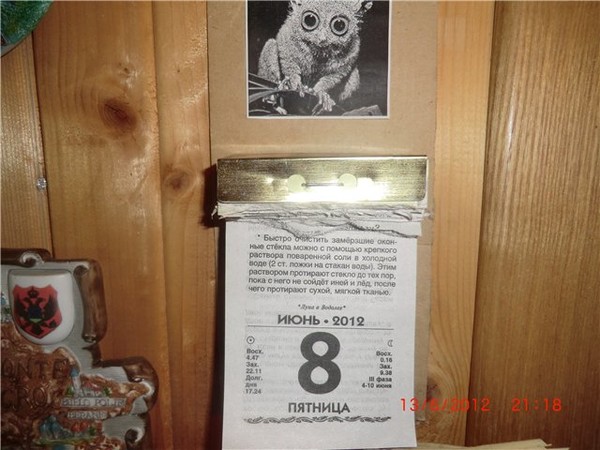 * Быстро очистить замёрзшие окон-
ные стёкла можно с помощью крепкого
раствора поваренной соли в холодной
воде (2 ст. ложки на стакан воды). Этим
раствором протирают стекло до тех пор,
пока с него не сойдёт иней и лёд, после
чего протирают сухой, мягкой тканью.
"Луна в Водолее"
ИЮНЬ • 2012
Восх.
4.47
Зах.
22.11
Долг.
дня
17.24
8
Восх.
0.16
Зах.
9.38
III фаза
4-10 июня
ПЯТНИЦА
13/6/2012 21:18